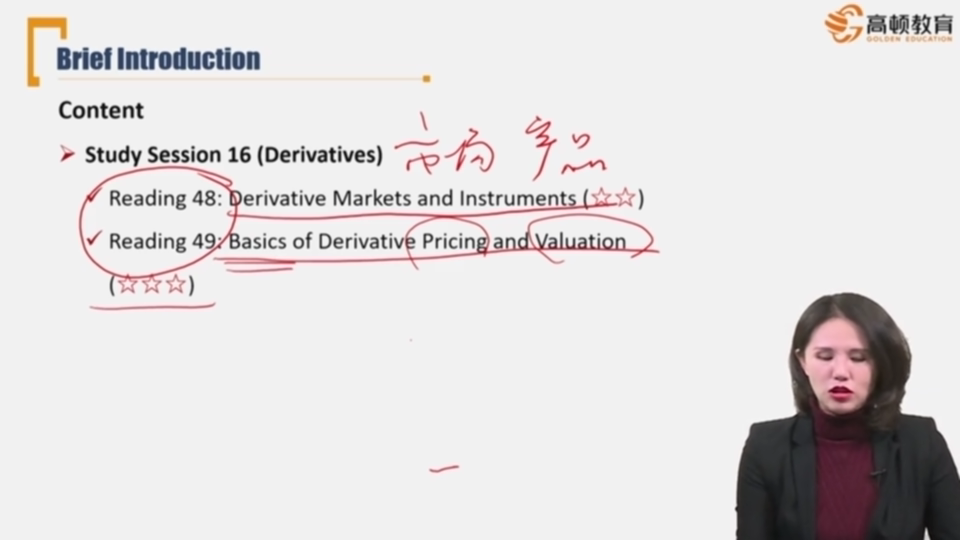 高顿教育
GOLDEN EDUCATION
Brief Introduction
Content
➢ Study Session 16 (Derivatives) 市场 产品
✓ Reading 48: Derivative Markets and Instruments (☆☆)
✓ Reading 49: Basics of Derivative Pricing and Valuation
(☆☆☆)